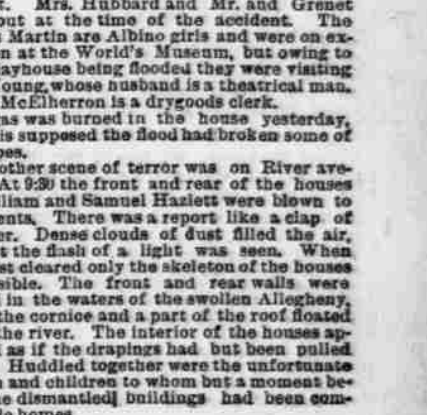 Mrs. Hubbard and Mr. and Grenet
out at the time of the accident. The
Martin are Albino girls and were on ex-
n at the World's Museum, but owing to
ayhouse being flooded they were visiting
oung, whose husband is a theatrical man.
McElherron is a drygoods clerk.
as was burned in the house yesterday,
is supposed the flood had broken some of
pes.
other scene of terror was on River ave-
At 9:30 the front and rear of the houses
lliam and Samuel Hazlett were blown to
ents. There was a report like a clap of
er. Dense clouds of dust filled the air,
t the flash of a light was seen. When
st cleared only the skeleton of the houses
sible. The front and rear walls were
in the waters of the swollen Allegheny,
the cornice and a part of the roof floated
the river. The interior of the houses ap-
as if the drapings had but been pulled
Huddled together were the unfortunate
and children to whom but a moment be-
e dismantled buildings had been com-
le homes.